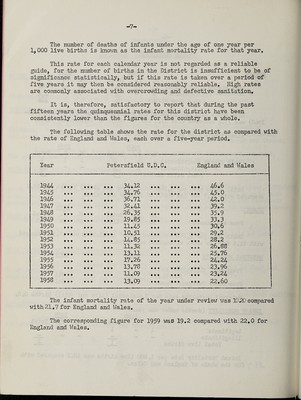 -7-
The number of deaths of infants under the age of one year per
1,000 live births is known as the infant mortality rate for that year.
This rate for each calendar year is not regarded as a reliable
guide, for the number of births in the District is insufficient to be of
significance statistically, but if this rate is taken over a period of
five years it may then be considered reasonably reliable. High rates
are commonly associated with overcrowding and defective sanitation.
It is, therefore, satisfactory to report that during the past
fifteen years the quinquennial rates for this district have been
consistently lower than the figures for the country as a whole.
The following table shows the rate for the district as compared with
the rate of England and Wales, each over a five-year period.
Year Petersfield U.D.C. England and Wales
1944 ... ... ... 34.12 ... ... ... 46.6
1945 ... ... ... 34.76 ... ... ... 45.0
1946 ... ... ... 36.71 ... ... ... 42.0
1947 ... ... ... 32.41 ... ... ... 39.2
1948 ... ... ... 26.35 ... ... ... 35.9
1949 ... ... ... 19.85 ... ... ... 33.3
1950 ... ... ... 11.45 ... ... ... 30.6
1951 ... ... ... 10.51 ... ... ... 29.2
1952 ... ... ... 14.85 ... ... ... 28.2
1953 ... ... ... 11.32 ... ... ... 26.88
1954 ... ... ... 13.11 ... ... ... 25.76
1955 ... ... ... 17.26 ... ... ... 24.24
1956 ... ... ... 13.78 ... ... ... 23.96
1957 ... ... ... 11.09 ... ... ... 23.24
1958 ... ... ... 13.09 ... ... ... 22.60
The infant mortality rate of the year under review was compared
with 21.7 for England and Wales.
The corresponding figure for 1959 was 19.2 compared with 22.0 for
England and Wales.